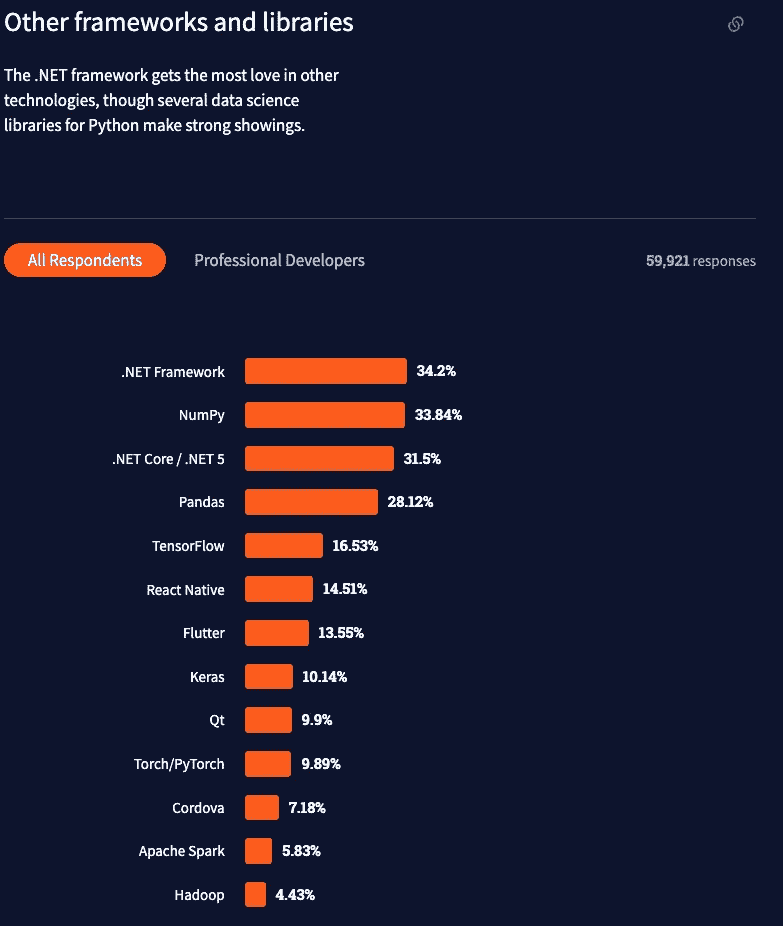 Other frameworks and libraries
The .NET framework gets the most love in other
technologies, though several data science
libraries for Python make strong showings.
All Respondents Professional Developers 59,921 responses
.NET Framework 34.2%
NumPy 33.84%
.NET Core / .NET 5 31.5%
Pandas 28.12%
TensorFlow 16.53%
React Native 14.51%
Flutter 13.55%
Keras 10.14%
Qt 9.9%
Torch/PyTorch 9.89%
Cordova 7.18%
Apache Spark 5.83%
Hadoop 4.43%